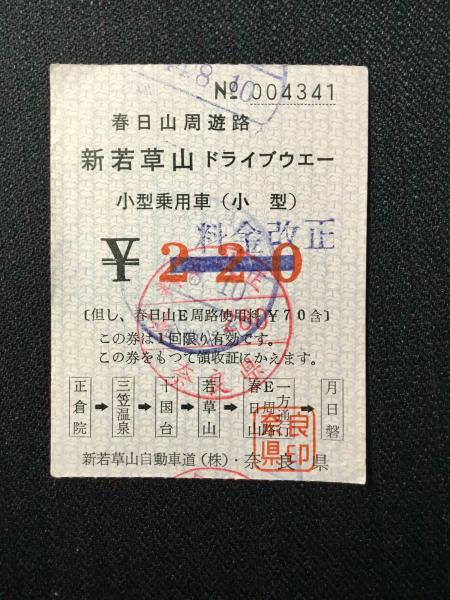 8.10
No 004341
春日山周遊路
新若草山ドライブウエー
小型乗用車(小 型)
料金改正
¥220
〔但し、春日山E周路使用料¥70含〕
この券は1回限り有効です。
この券をもつて領収証にかえます。
正倉院➡三笠温泉➡十国台➡若草山➡春日山E周路一方通行➡月日磐
奈良県
260
奈良県印
新若草山自動車道(株)・奈良県